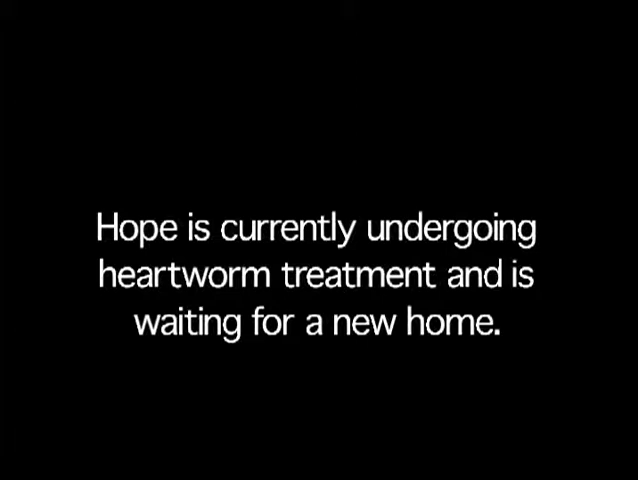 Hope is currently undergoing
heartworm treatment and is
waiting for a new home.